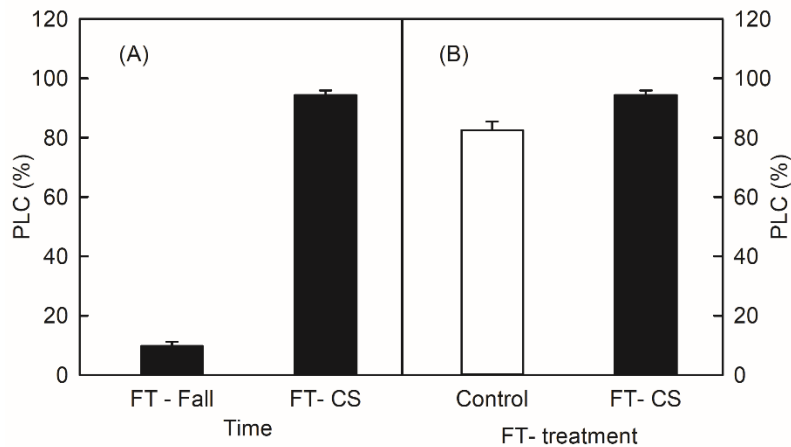 120 120
(A) (B)
100 100
80 80
PLC (%) PLC (%)
60 60
40 40
20 20
0 0
FT - Fall FT- CS Control FT- CS
Time FT- treatment